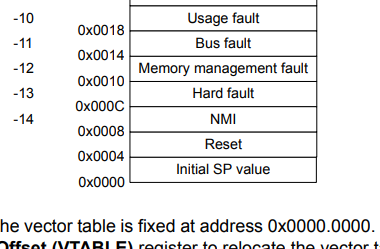 -10 Usage fault
0x0018
-11 Bus fault
0x0014
-12 Memory management fault
0x0010
-13 Hard fault
0x000C
-14 NMI
0x0008
Reset
0x0004
Initial SP value
0x0000
he vector table is fixed at address 0x0000.0000.
Offset (VTABLE) register to relocate the vector t